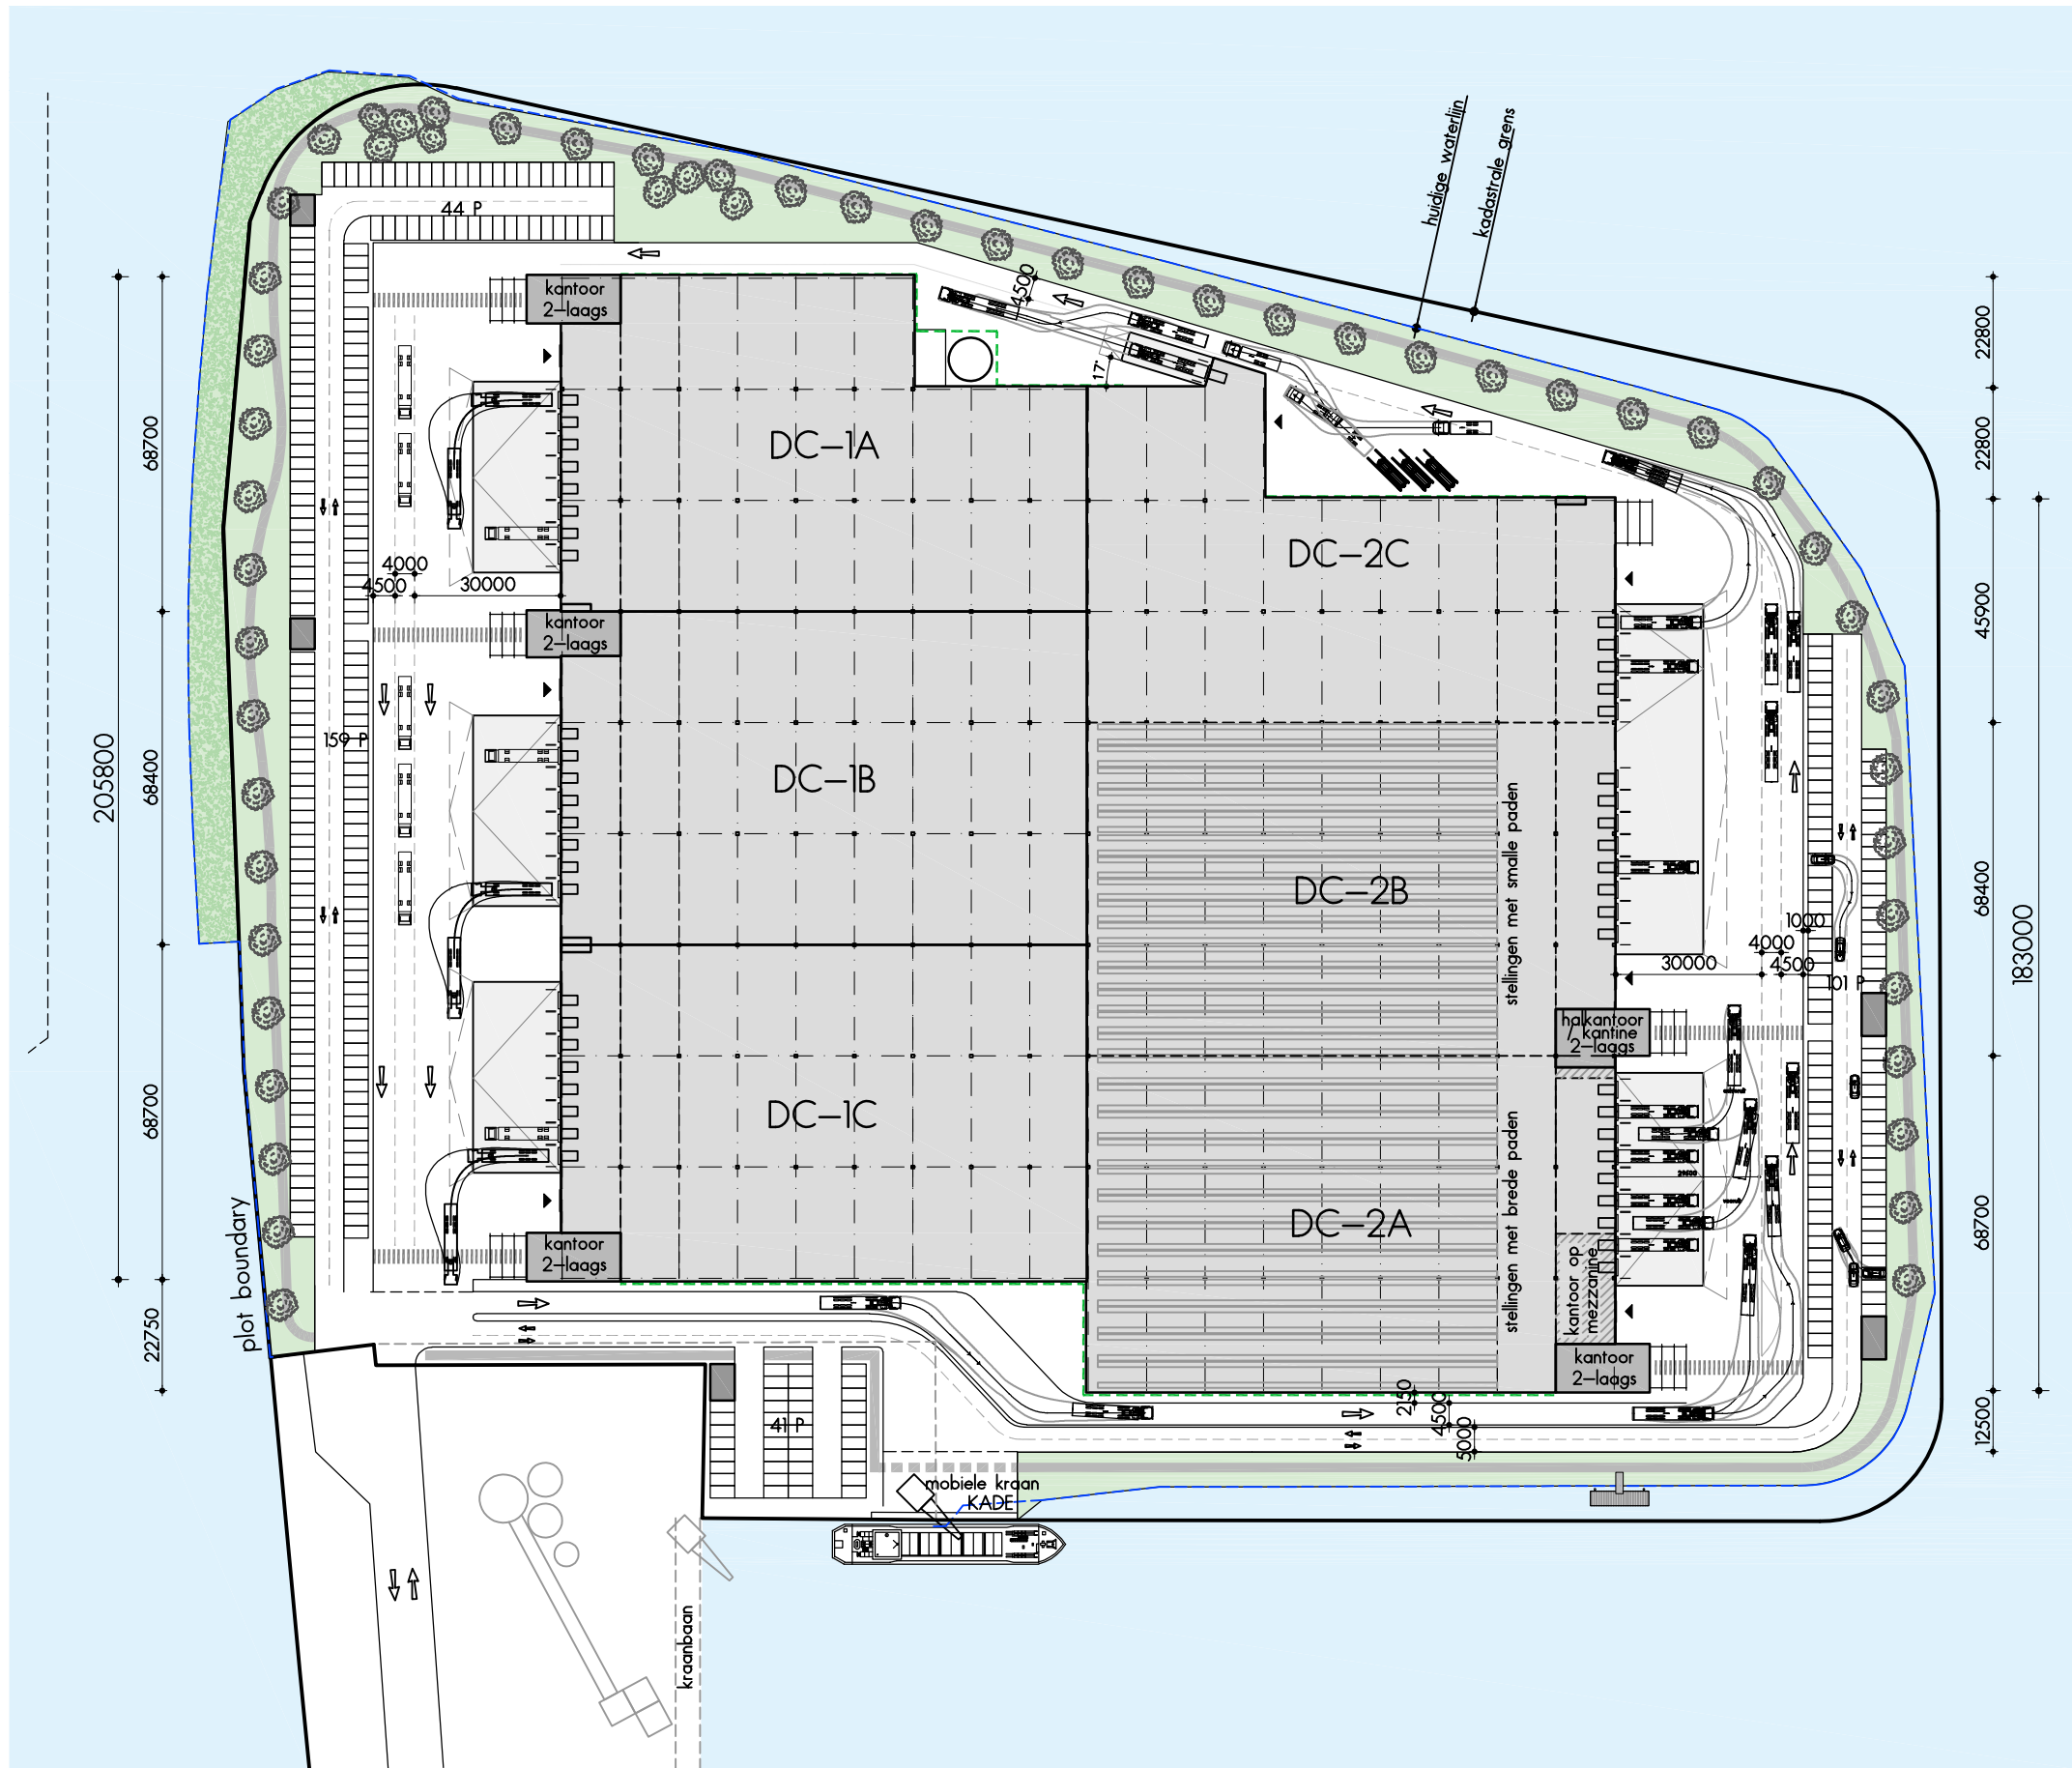 huidige waterlijn
kadastrale grens
44 P
kantoor
2-laags
4500
17°
22800
22800
68700
DC-1A
DC-2C
4000
4500
30000
45900
kantoor
2-laags
205800
68400
159 P
DC-1B
DC-2B
stellingen met smalle paden
68400
1000
4000
30000
4500
101 P
183000
halkantoor
/ kantine
2-laags
68700
DC-1C
DC-2A
stellingen met brede paden
29500
68700
plot boundary
kantoor
2-laags
kantoor op
mezzanine
22750
kantoor
2-laags
2150
4500
5000
12500
41 P
mobiele kraan
KADE
kraanbaan